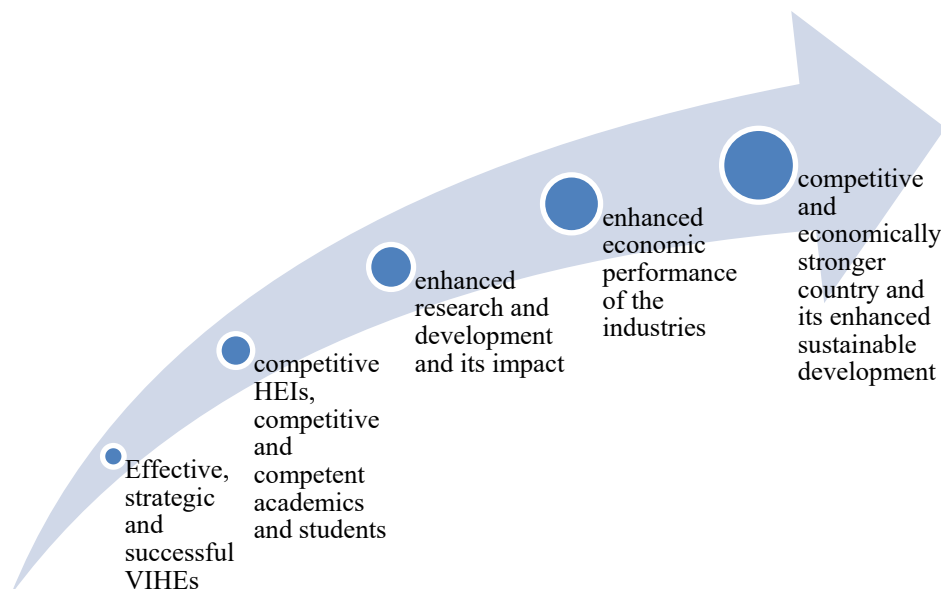 Effective,
strategic
and
successful
VIHEs
competitive
HEIs,
competitive
and
competent
academics
and students
enhanced
research and
development
and its impact
enhanced
economic
performance
of the
industries
competitive
and
economically
stronger
country and
its enhanced
sustainable
development